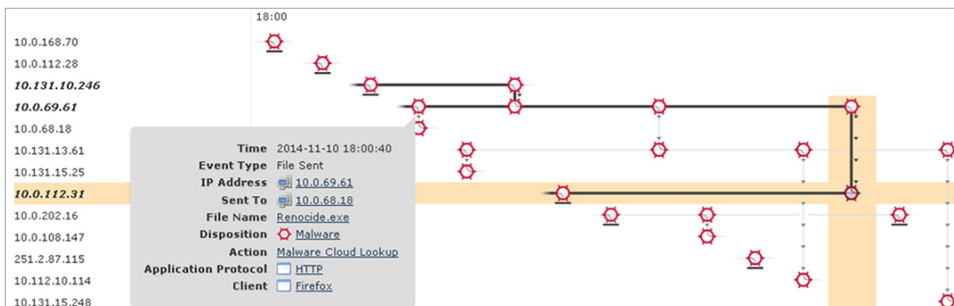 18:00
10.0.168.70
10.0.112.28
10.131.10.246
10.0.69.61
10.0.68.18
10.131.13.61
10.131.15.25
10.0.112.31
10.0.202.16
10.0.108.147
251.2.87.115
10.112.10.114
10.131.15.248
Time 2014-11-10 18:00:40
Event Type File Sent
IP Address 10.0.69.61
Sent To 10.0.68.18
File Name Renocide.exe
Disposition Malware
Action Malware Cloud Lookup
Application Protocol HTTP
Client Firefox